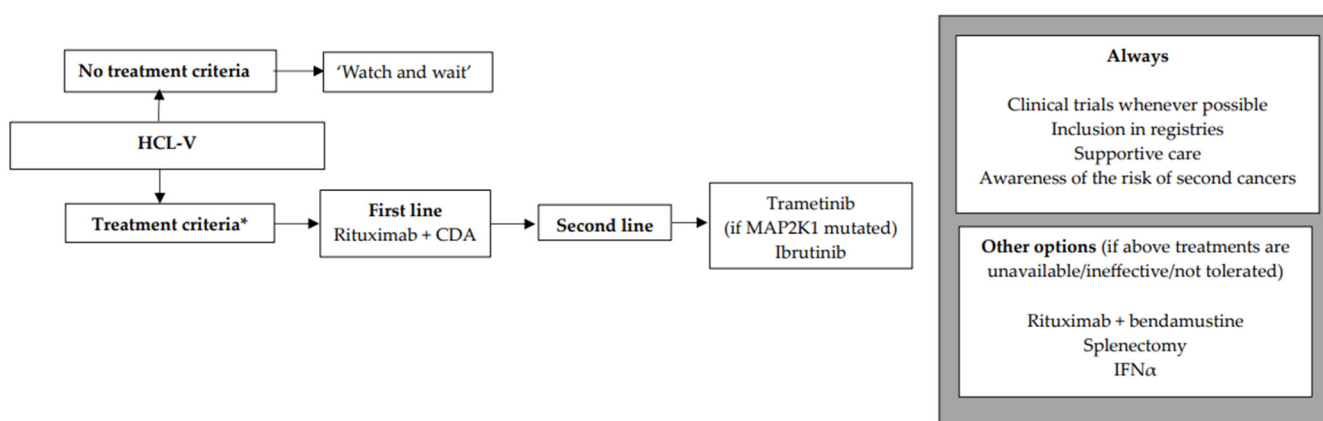 No treatment criteria
'Watch and wait'
HCL-V
Treatment criteria*
First line
Rituximab + CDA
Second line
Trametinib
(if MAP2K1 mutated)
Ibrutinib
Always
Clinical trials whenever possible
Inclusion in registries
Supportive care
Awareness of the risk of second cancers
Other options (if above treatments are
unavailable/ineffective/not tolerated)
Rituximab + bendamustine
Splenectomy
IFNα